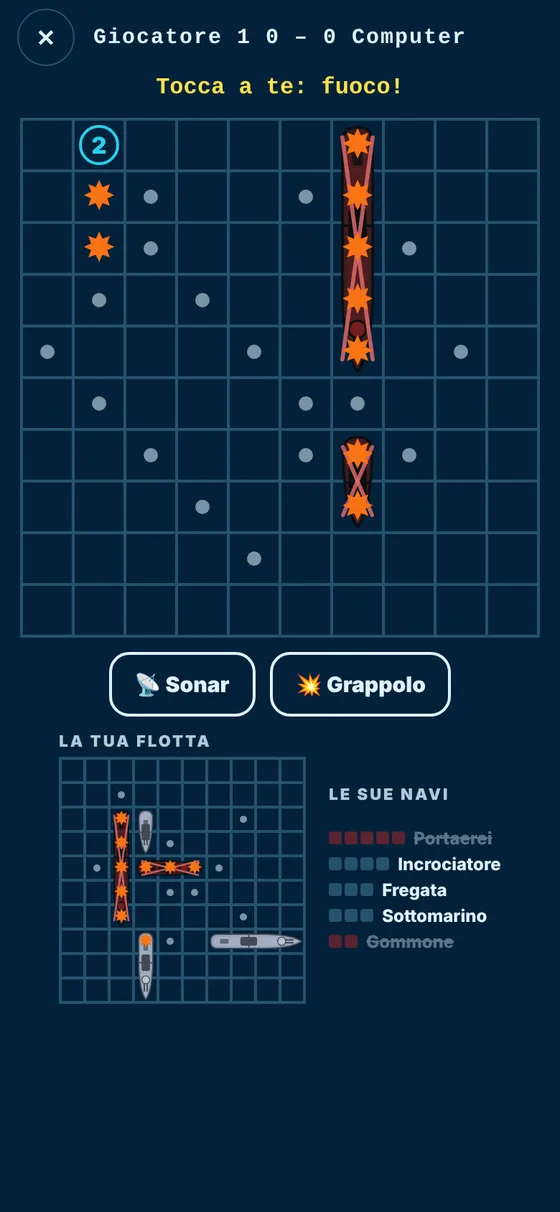 ✕ Giocatore 1 0 – 0 Computer
Tocca a te: fuoco!
2
📡 Sonar 💥 Grappolo
LA TUA FLOTTA
LE SUE NAVI
Portaerei
Incrociatore
Fregata
Sottomarino
Gommone